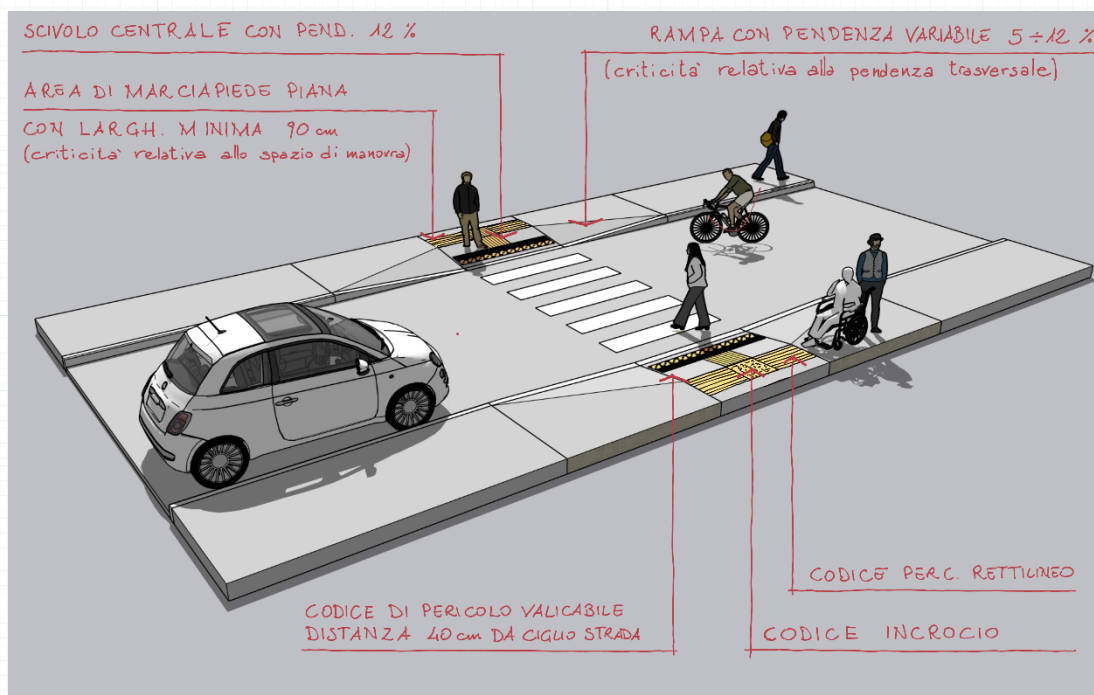 SCIVOLO CENTRALE CON PEND. 12 %
AREA DI MARCIAPIEDE PIANA
CON LARGH. MINIMA 90 cm
(criticità relativa allo spazio di manovra)
RAMPA CON PENDENZA VARIABILE 5÷12 %
(criticità relativa alla pendenza trasversale)
CODICE DI PERICOLO VALICABILE
DISTANZA 40 cm DA CIGLIO STRADA
CODICE INCROCIO
CODICE PERC. RETTILINEO